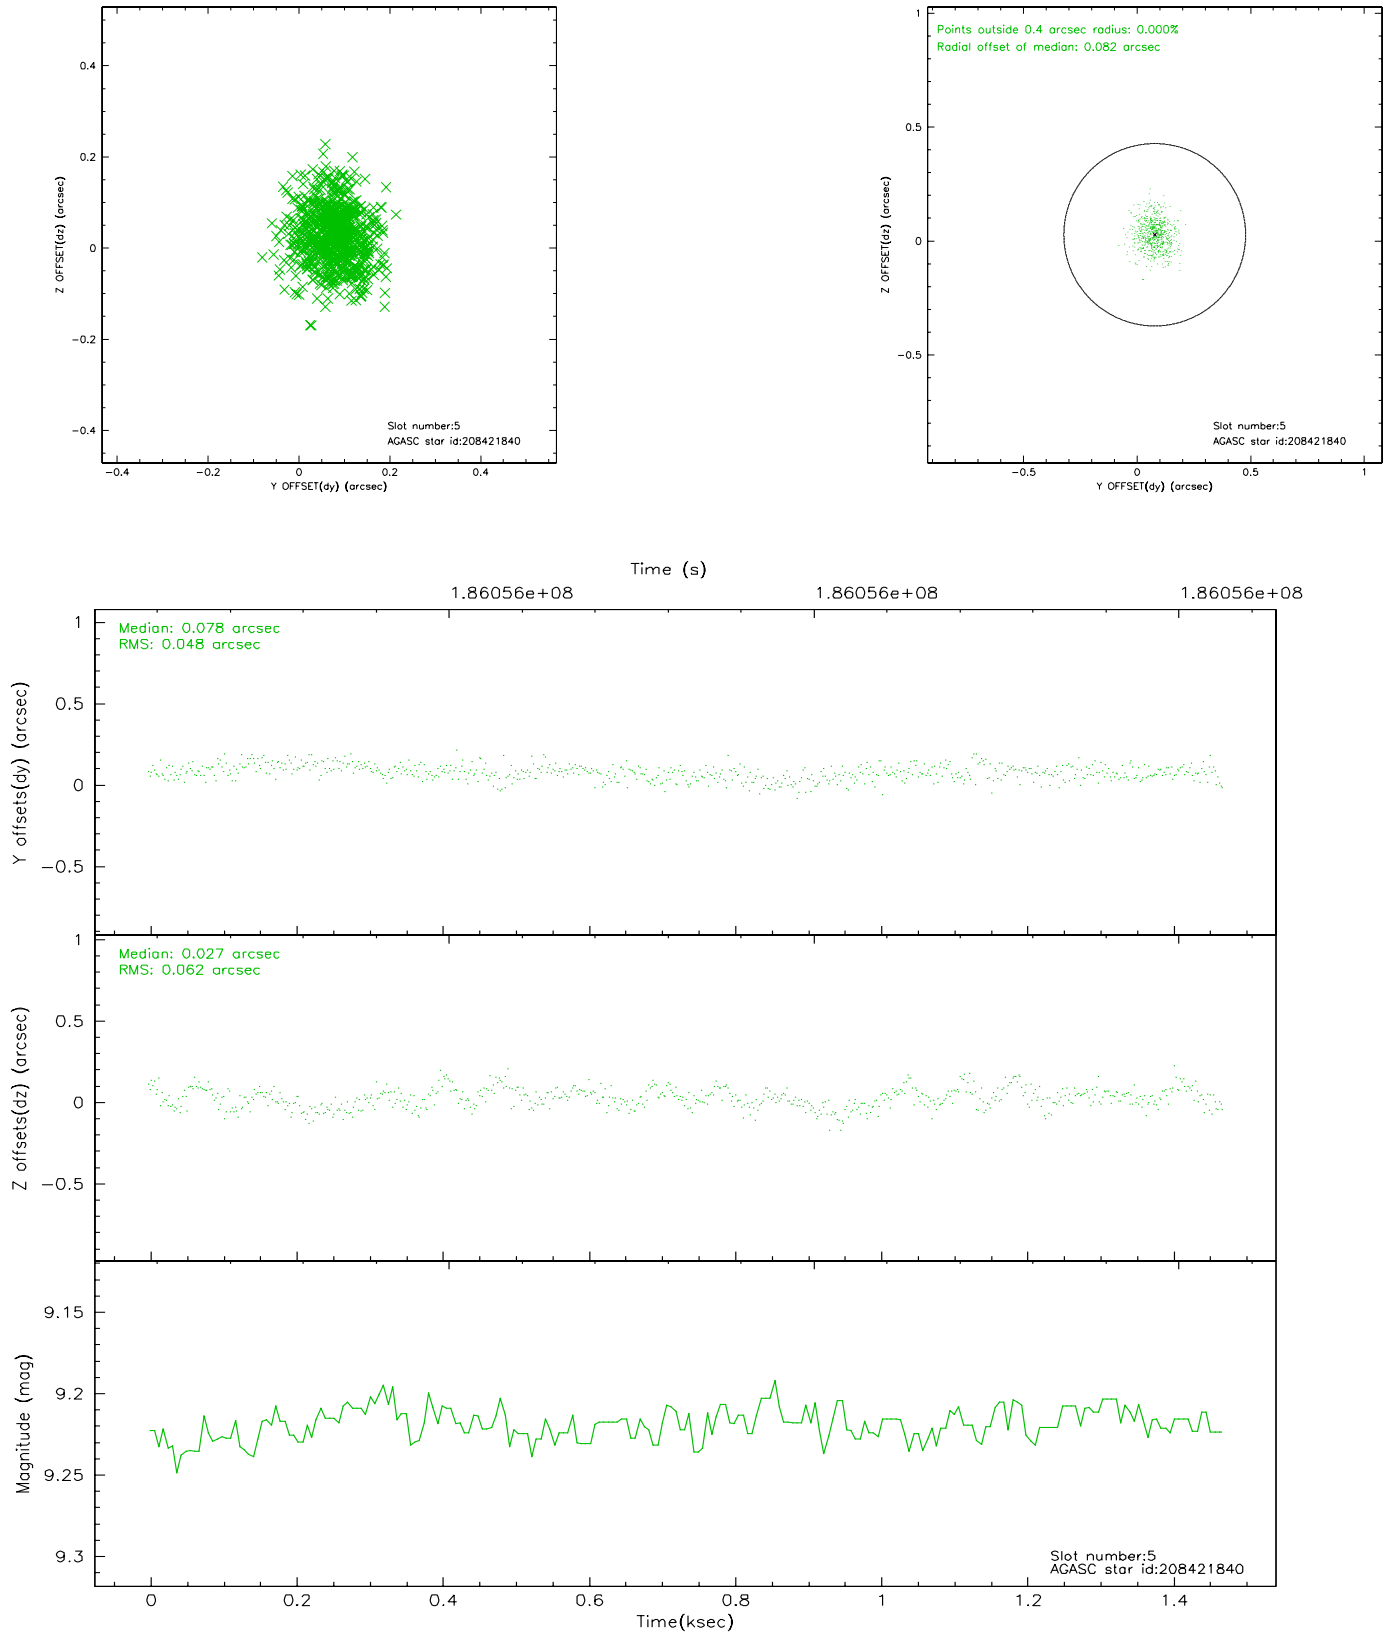 0.4
0.2
0
-0.2
-0.4
Z OFFSET(dz) (arcsec)
Slot number:5
AGASC star id:208421840
-0.4 -0.2 0 0.2 0.4
Y OFFSET(dy) (arcsec)
1
0.5
0
-0.5
Z OFFSET(dz) (arcsec)
Points outside 0.4 arcsec radius: 0.000%
Radial offset of median: 0.082 arcsec
Slot number:5
AGASC star id:208421840
-0.5 0 0.5 1
Y OFFSET(dy) (arcsec)
Time (s)
1.86056e+08 1.86056e+08 1.86056e+08
Median: 0.078 arcsec
RMS: 0.048 arcsec
1
0.5
0
-0.5
Y offsets(dy) (arcsec)
Median: 0.027 arcsec
RMS: 0.062 arcsec
1
0.5
0
-0.5
Z offsets(dz) (arcsec)
9.15
9.2
9.25
9.3
Magnitude (mag)
Slot number:5
AGASC star id:208421840
0 0.2 0.4 0.6 0.8 1 1.2 1.4
Time(ksec)